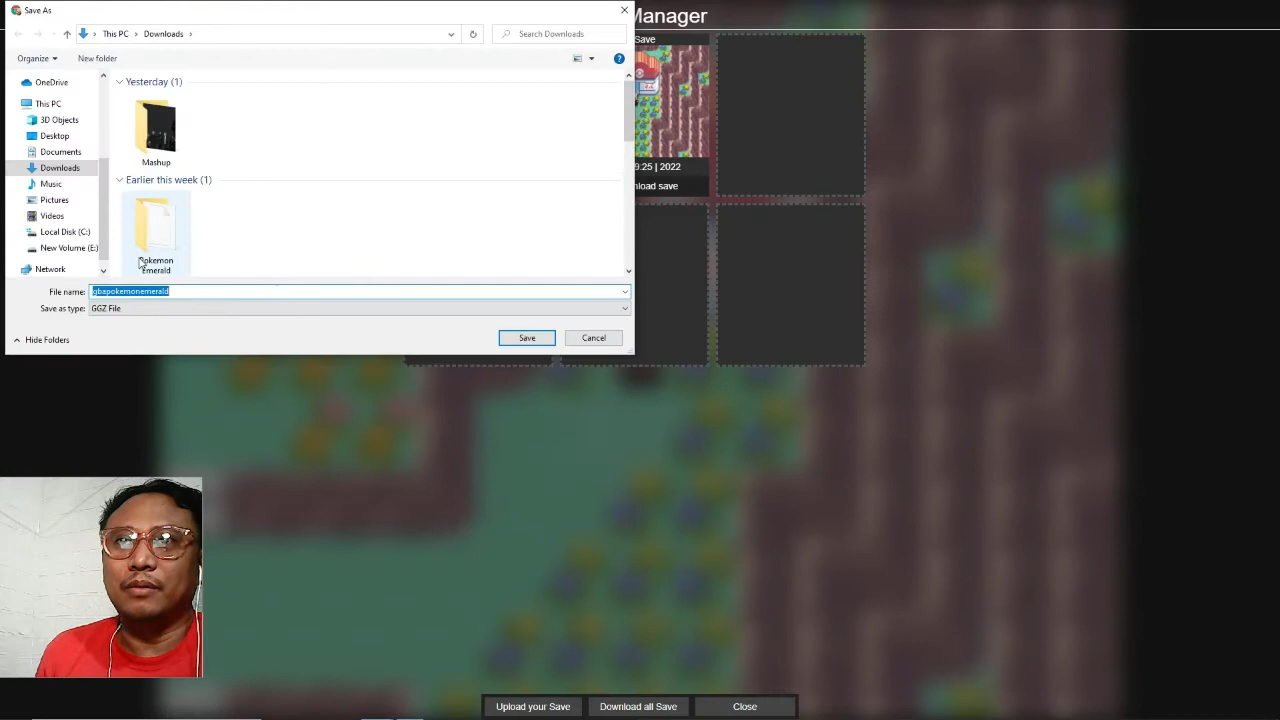 Save As
Manager
This PC
Downloads
Search Downloads
Organize
New folder
?
OneDrive
This PC
3D Objects
Desktop
Documents
Downloads
Music
Pictures
Videos
Local Disk (C:)
New Volume (E:)
Network
Yesterday (1)
Mashup
Earlier this week (1)
Pokemon
Emerald
File name:
gbapokemonemerald
Save as type:
GGZ File
Hide Folders
Save
Cancel
Save
9:25 | 2022
nload save
Upload your Save
Download all Save
Close